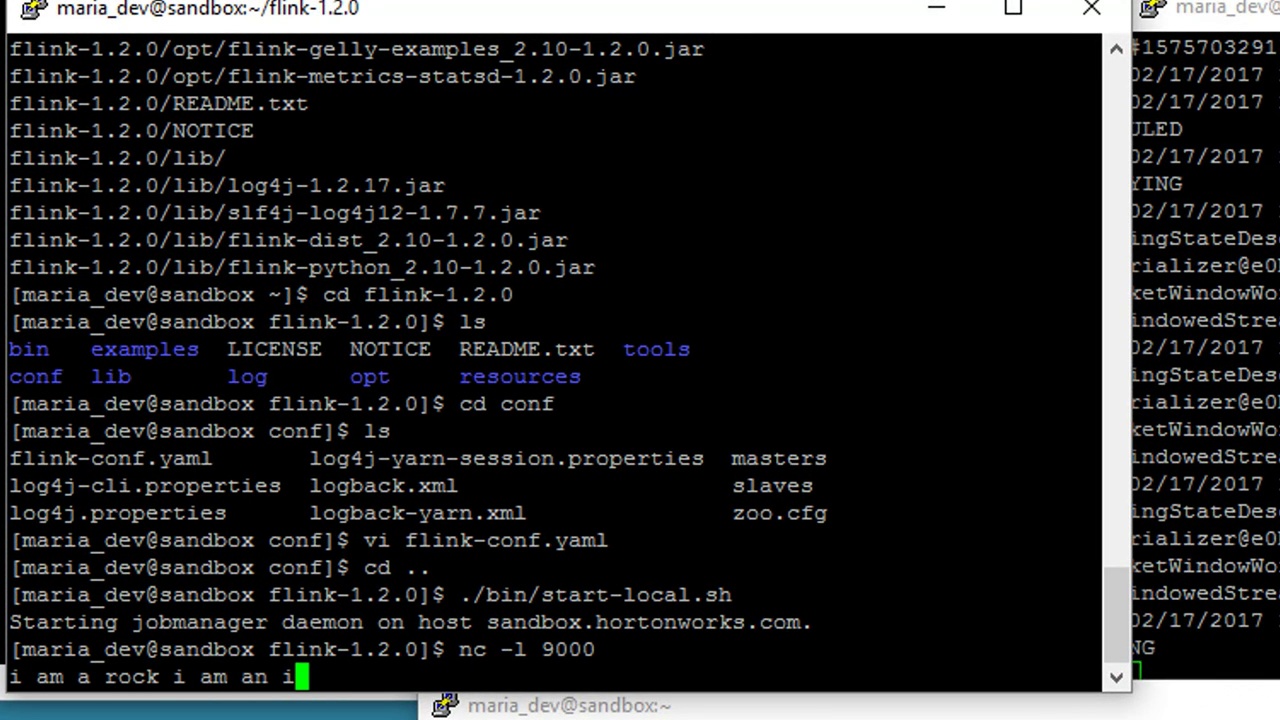 maria_dev@sandbox:~/flink-1.2.0
flink-1.2.0/opt/flink-gelly-examples_2.10-1.2.0.jar
flink-1.2.0/opt/flink-metrics-statsd-1.2.0.jar
flink-1.2.0/README.txt
flink-1.2.0/NOTICE
flink-1.2.0/lib/
flink-1.2.0/lib/log4j-1.2.17.jar
flink-1.2.0/lib/slf4j-log4j12-1.7.7.jar
flink-1.2.0/lib/flink-dist_2.10-1.2.0.jar
flink-1.2.0/lib/flink-python_2.10-1.2.0.jar
[maria_dev@sandbox ~]$ cd flink-1.2.0
[maria_dev@sandbox flink-1.2.0]$ ls
bin examples LICENSE NOTICE README.txt tools
conf lib log opt resources
[maria_dev@sandbox flink-1.2.0]$ cd conf
[maria_dev@sandbox conf]$ ls
flink-conf.yaml log4j-yarn-session.properties masters
log4j-cli.properties logback.xml slaves
log4j.properties logback-yarn.xml zoo.cfg
[maria_dev@sandbox conf]$ vi flink-conf.yaml
[maria_dev@sandbox conf]$ cd ..
[maria_dev@sandbox flink-1.2.0]$ ./bin/start-local.sh
Starting jobmanager daemon on host sandbox.hortonworks.com.
[maria_dev@sandbox flink-1.2.0]$ nc -l 9000
i am a rock i am an i
maria_dev@
#1575703291
02/17/2017
02/17/2017
ULED
02/17/2017
YING
02/17/2017
ingStateDes
rializer@e0
ketWindowWo
indowedStre
02/17/2017
ingStateDes
rializer@e0
ketWindowWo
indowedStre
02/17/2017
ingStateDes
rializer@e0
ketWindowWo
indowedStre
02/17/2017
NG
maria_dev@sandbox:~